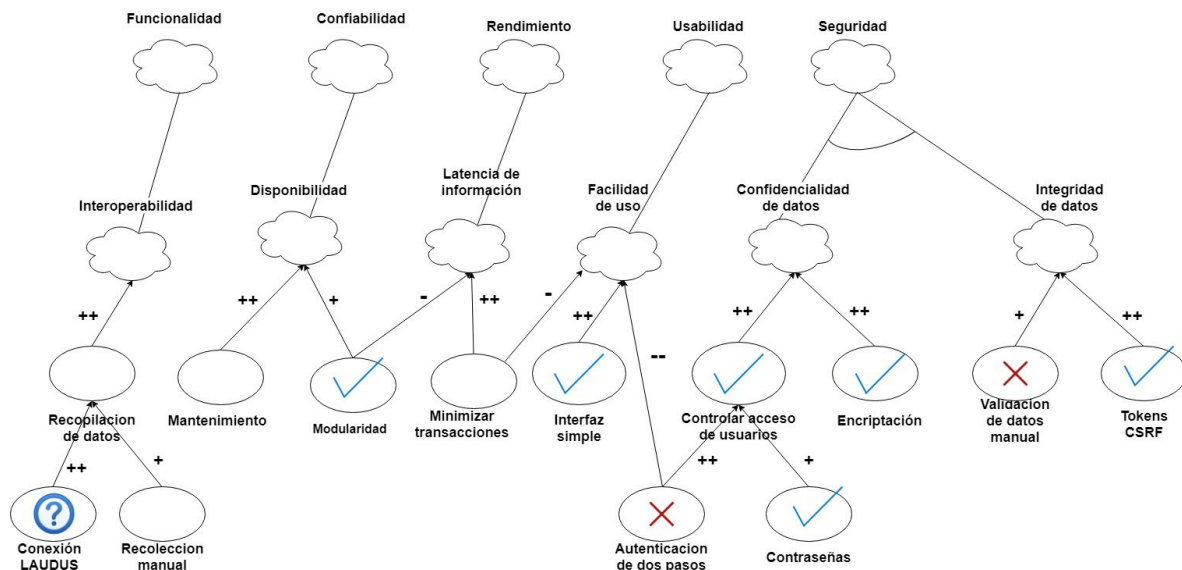 Funcionalidad
Confiabilidad
Rendimiento
Usabilidad
Seguridad
Interoperabilidad
Disponibilidad
Latencia de
información
Facilidad
de uso
Confidencialidad
de datos
Integridad
de datos
++
++
+
-
++
-
++
--
++
++
+
++
Recopilacion
de datos
Mantenimiento
Modularidad
Minimizar
transacciones
Interfaz
simple
Controlar acceso
de usuarios
Encriptación
Validacion
de datos
manual
Tokens
CSRF
++
+
++
+
?
Conexión
LAUDUS
Recoleccion
manual
Autenticacion
de dos pasos
Contraseñas